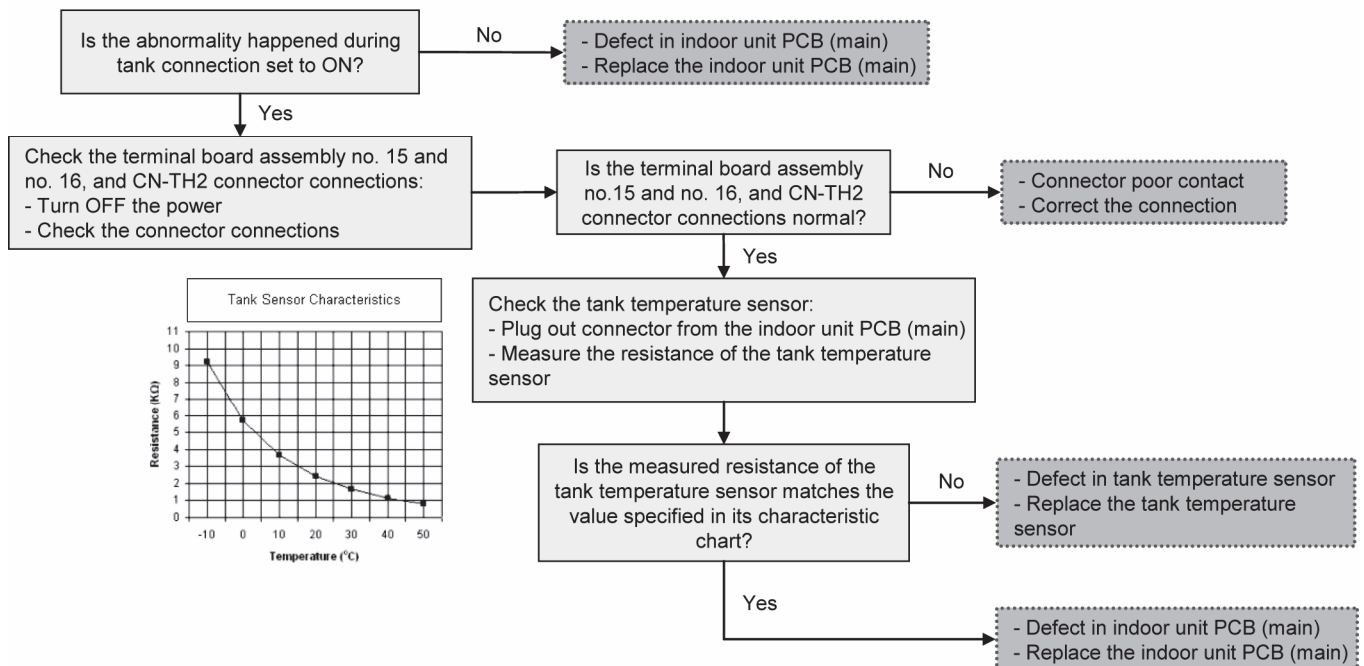 Is the abnormality happened during
tank connection set to ON?
No
- Defect in indoor unit PCB (main)
- Replace the indoor unit PCB (main)
Yes
Check the terminal board assembly no. 15 and
no. 16, and CN-TH2 connector connections:
- Turn OFF the power
- Check the connector connections
Is the terminal board assembly
no.15 and no. 16, and CN-TH2
connector connections normal?
No
- Connector poor contact
- Correct the connection
Yes
Check the tank temperature sensor:
- Plug out connector from the indoor unit PCB (main)
- Measure the resistance of the tank temperature
sensor
Tank Sensor Characteristics
Resistance (KΩ)
11
10
9
8
7
6
5
4
3
2
1
0
-10 0 10 20 30 40 50
Temperature (°C)
Is the measured resistance of the
tank temperature sensor matches the
value specified in its characteristic
chart?
No
- Defect in tank temperature sensor
- Replace the tank temperature
sensor
Yes
- Defect in indoor unit PCB (main)
- Replace the indoor unit PCB (main)